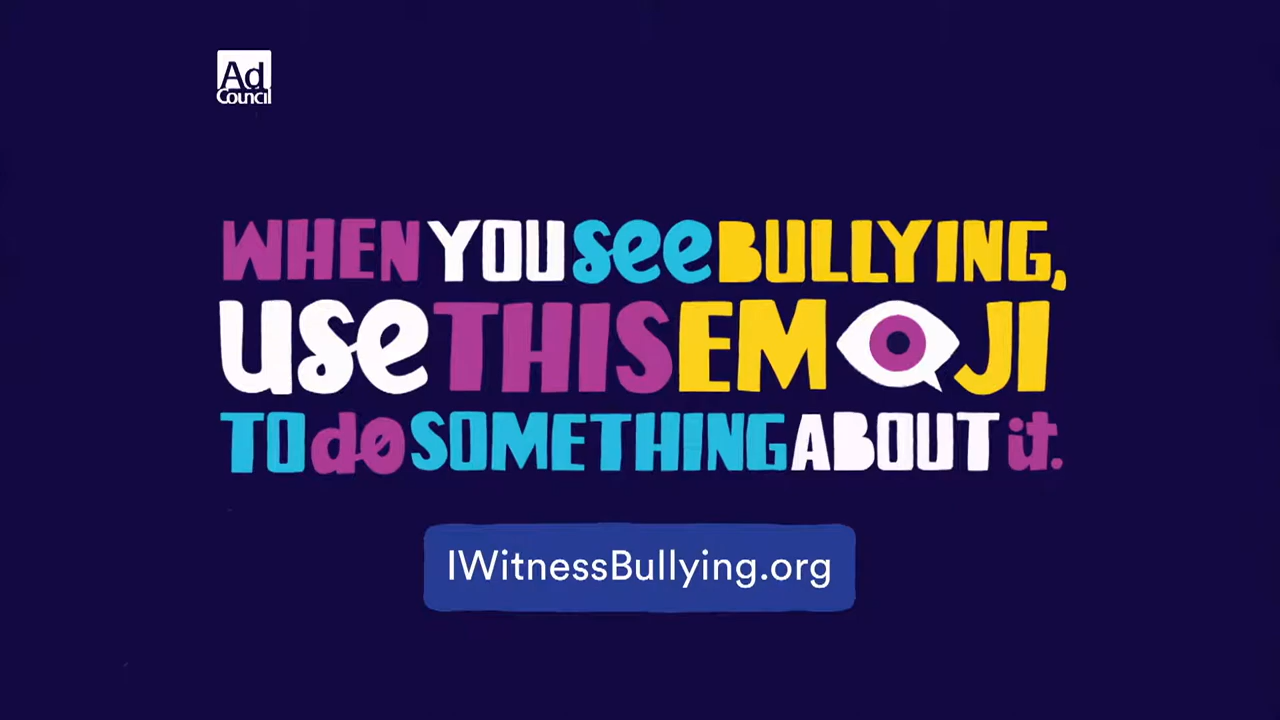 Ad
Council
WHEN YOU see BULLYING,
use THIS EMOJI
TO do SOMETHING ABOUT it.
IWitnessBullying.org